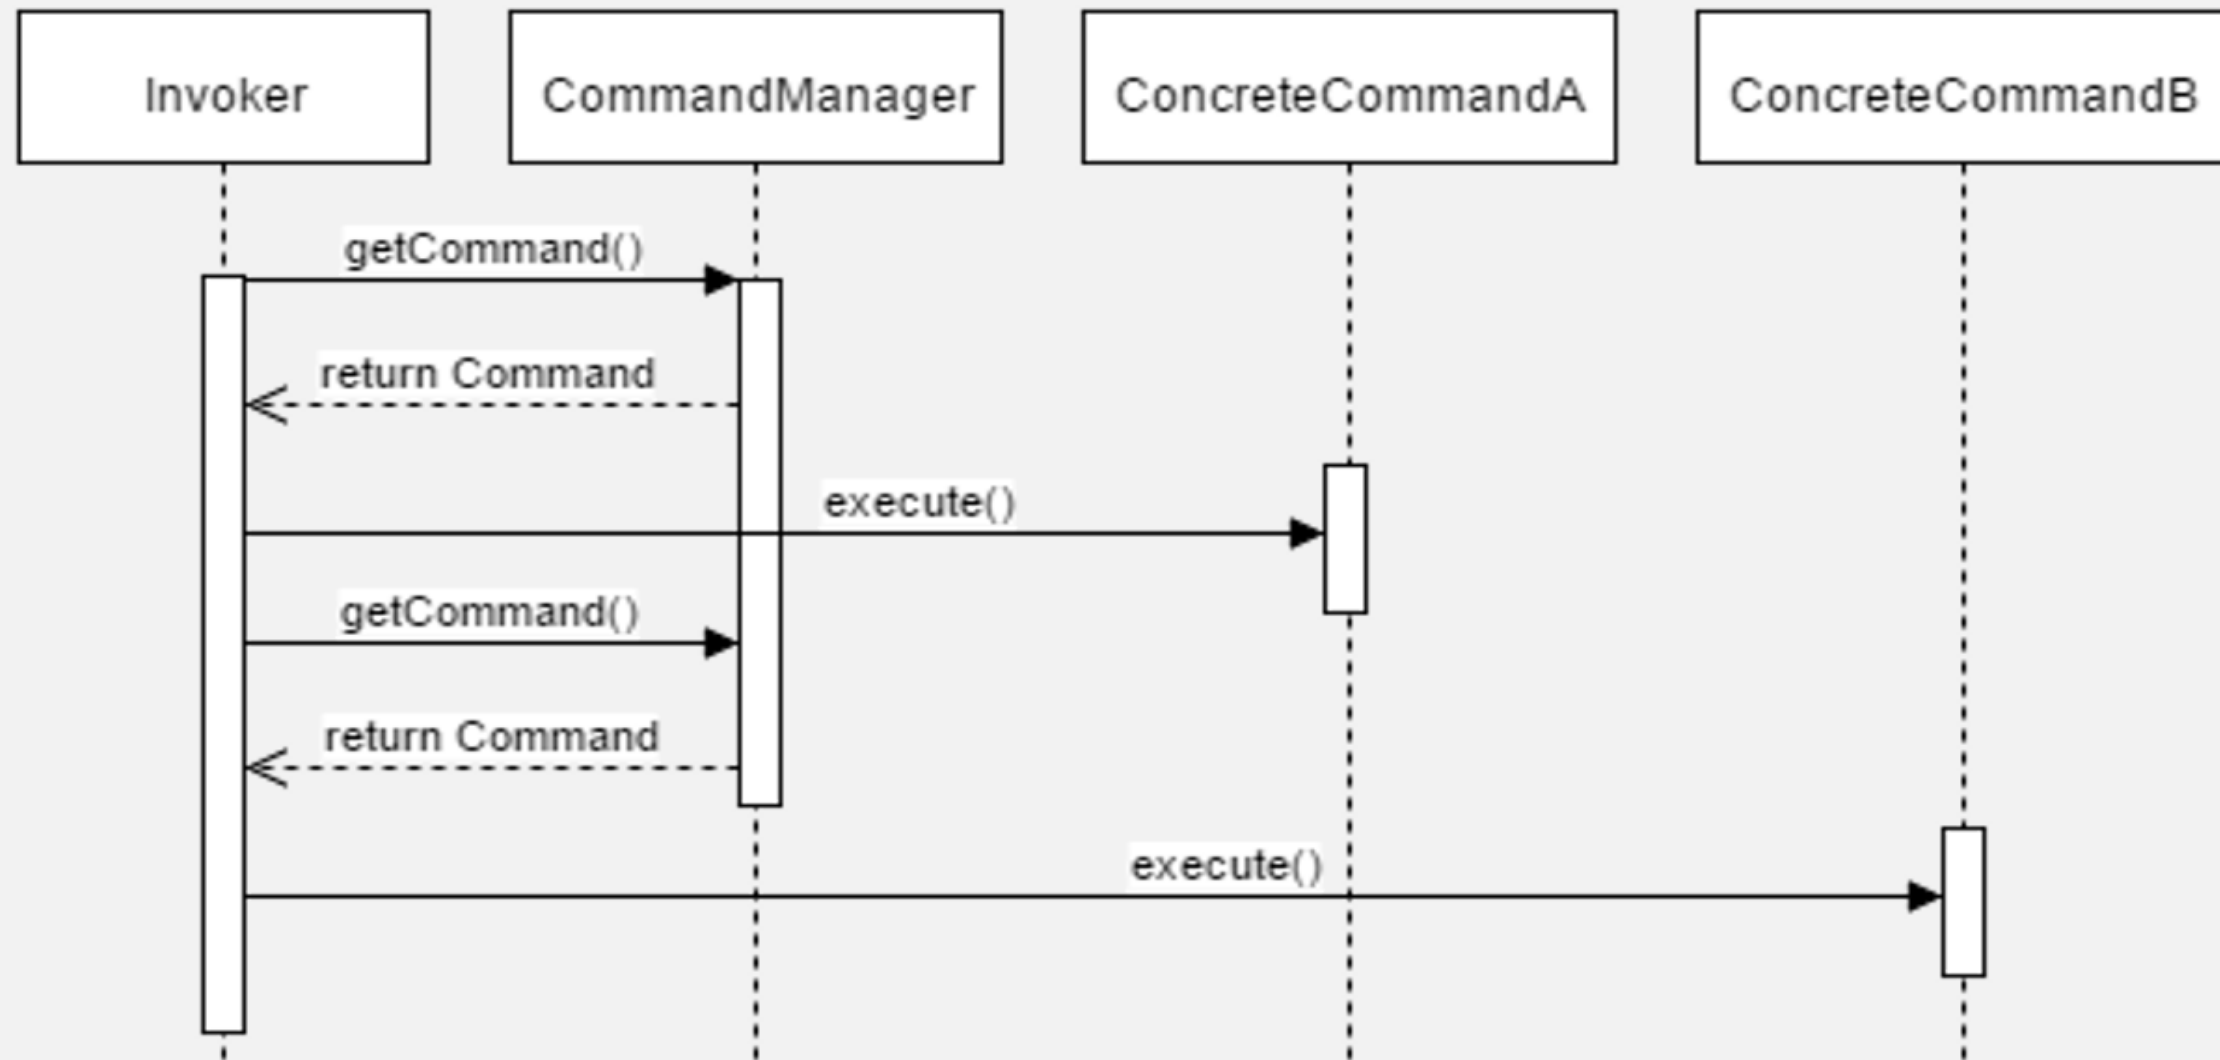 Invoker
CommandManager
ConcreteCommandA
ConcreteCommandB
getCommand()
return Command
execute()
getCommand()
return Command
execute()